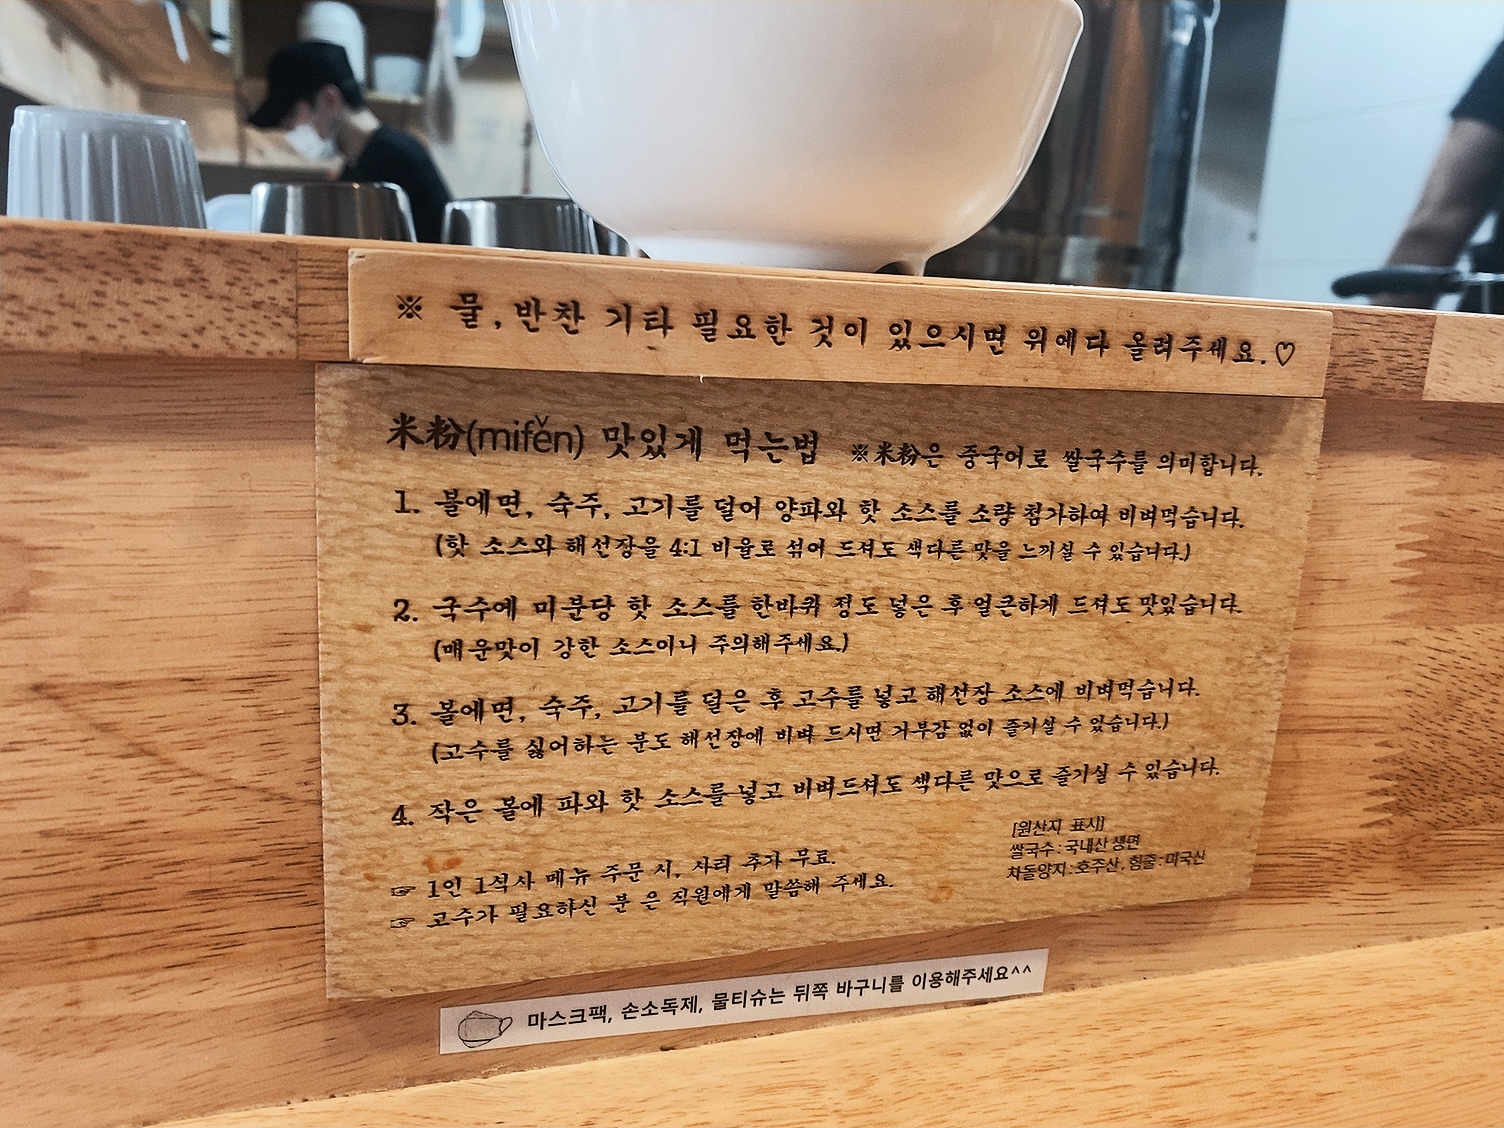 ※ 물, 반찬 기타 필요한 것이 있으시면 위에다 올려주세요.♡
米粉(mifěn) 맛있게 먹는법 ※米粉은 중국어로 쌀국수를 의미합니다.
1. 볼에면, 숙주, 고기를 덜어 양파와 핫 소스를 소량 첨가하여 비벼먹습니다.
(핫 소스와 해선장을 4:1 비율로 섞어 드셔도 색다른 맛을 느끼실 수 있습니다.)
2. 국수에 미분당 핫 소스를 한바퀴 정도 넣은 후 얼큰하게 드셔도 맛있습니다.
(매운맛이 강한 소스이니 주의해주세요.)
3. 볼에면, 숙주, 고기를 덜은 후 고수를 넣고 해선장 소스에 비벼먹습니다.
(고수를 싫어하는 분도 해선장에 비벼 드시면 거부감 없이 즐기실 수 있습니다.)
4. 작은 볼에 파와 핫 소스를 넣고 비벼드셔도 색다른 맛으로 즐기실 수 있습니다.
[원산지 표시]
쌀국수 : 국내산 생면
차돌양지 : 호주산, 힘줄 : 미국산
☞ 1인 1식사 메뉴 주문 시, 사리 추가 무료.
☞ 고수가 필요하신 분 은 직원에게 말씀해 주세요.
마스크팩, 손소독제, 물티슈는 뒤쪽 바구니를 이용해주세요^^